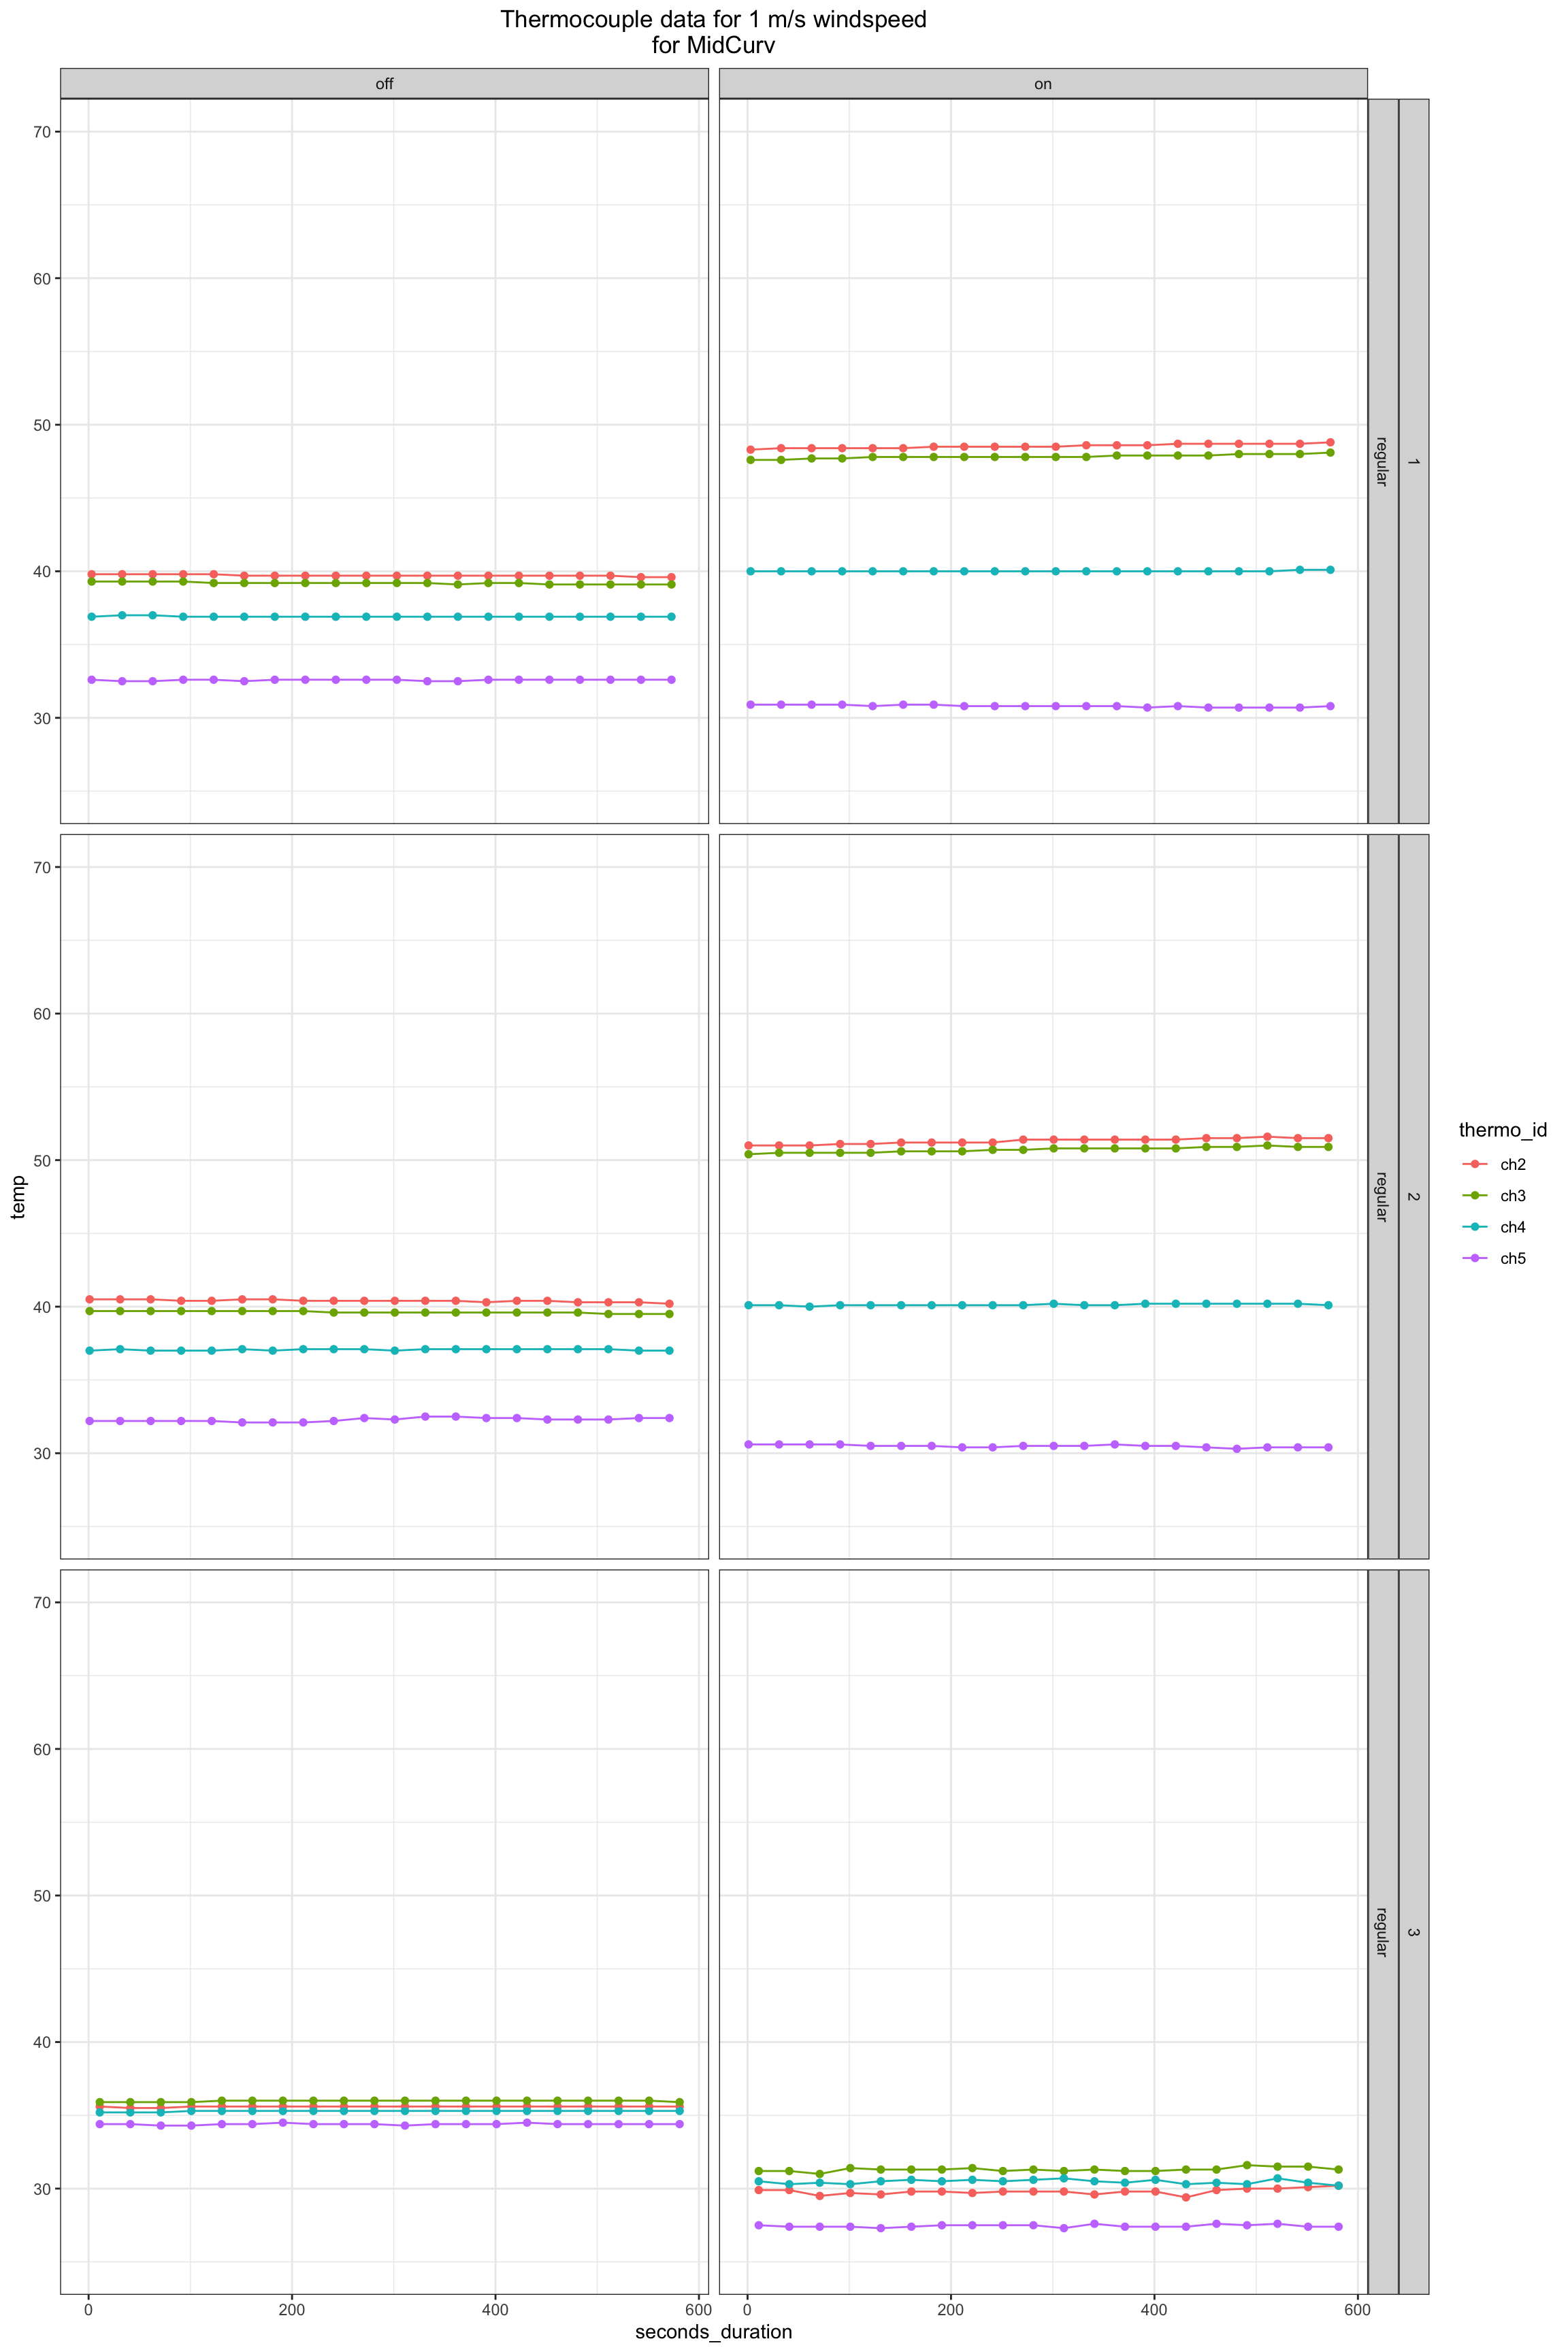 Thermocouple data for 1 m/s windspeed
for MidCurv
off
on
70
60
50
40
30
regular
1
70
60
50
40
30
regular
2
temp
thermo_id
ch2
ch3
ch4
ch5
70
60
50
40
30
regular
3
0
200
400
600
0
200
400
600
seconds_duration